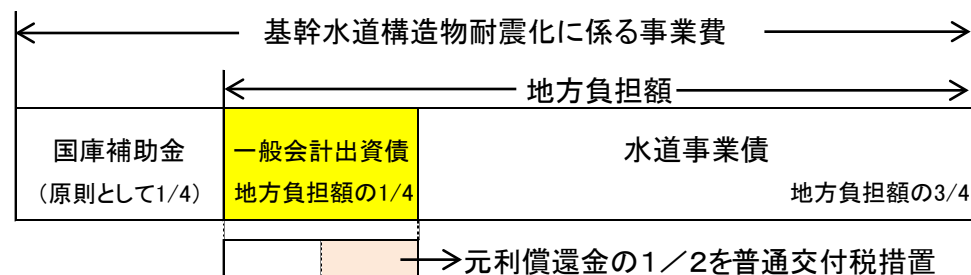 基幹水道構造物耐震化に係る事業費
地方負担額
国庫補助金
(原則として1/4)
一般会計出資債
地方負担額の1/4
水道事業債
地方負担額の3/4
元利償還金の1/2を普通交付税措置